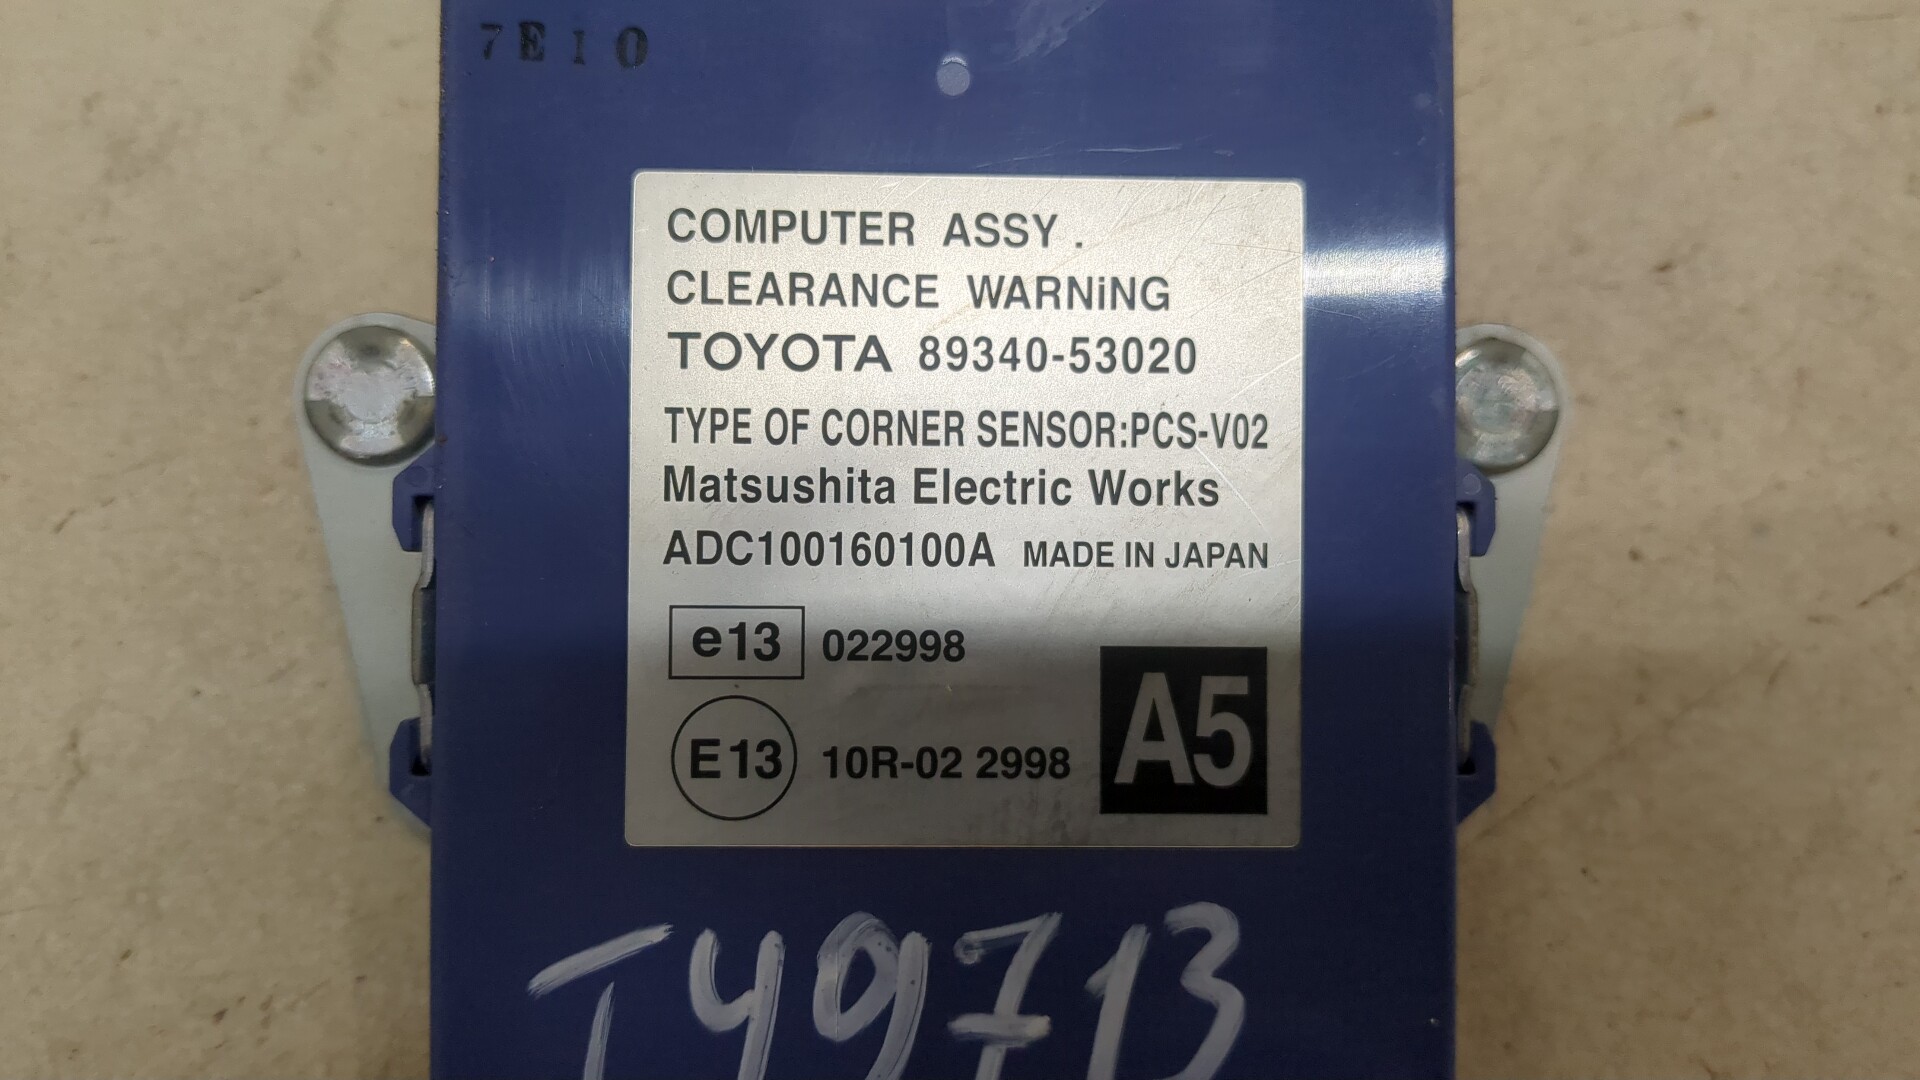 7E10
COMPUTER ASSY.
CLEARANCE WARNiNG
TOYOTA 89340-53020
TYPE OF CORNER SENSOR:PCS-V02
Matsushita Electric Works
ADC100160100A MADE IN JAPAN
e13 022998
E13 10R-02 2998
A5
T49713